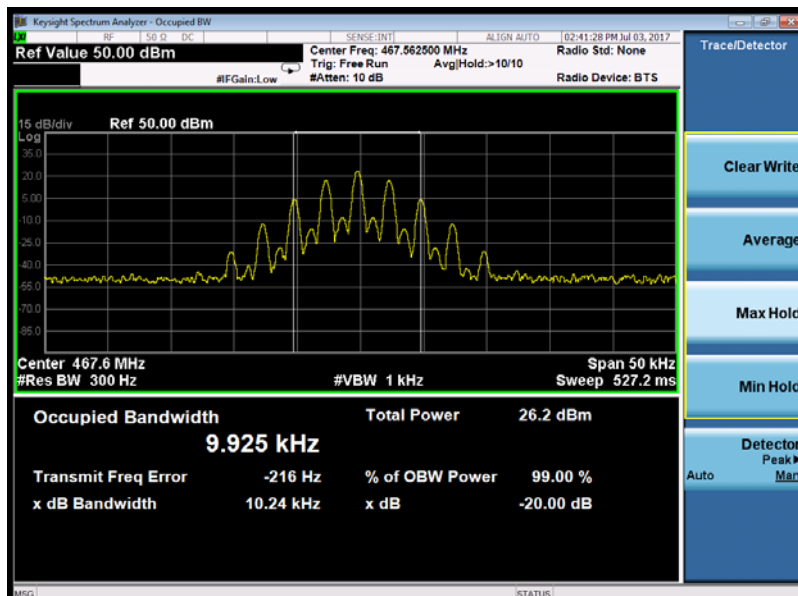 Keysight Spectrum Analyzer - Occupied BW
LXI RF 50 Ω DC SENSE:INT ALIGN AUTO 02:41:28 PM Jul 03, 2017
Ref Value 50.00 dBm Center Freq: 467.562500 MHz Radio Std: None
Trig: Free Run Avg|Hold:>10/10
#IFGain:Low #Atten: 10 dB Radio Device: BTS
Trace/Detector
15 dB/div Ref 50.00 dBm
Log
35.0
20.0
5.00
-10.0
-25.0
-40.0
-55.0
-70.0
-85.0
Center 467.6 MHz Span 50 kHz
#Res BW 300 Hz #VBW 1 kHz Sweep 527.2 ms
Occupied Bandwidth Total Power 26.2 dBm
9.925 kHz
Transmit Freq Error -216 Hz % of OBW Power 99.00 %
x dB Bandwidth 10.24 kHz x dB -20.00 dB
Clear Write
Average
Max Hold
Min Hold
Detector
Peak
Auto Man
MSG STATUS